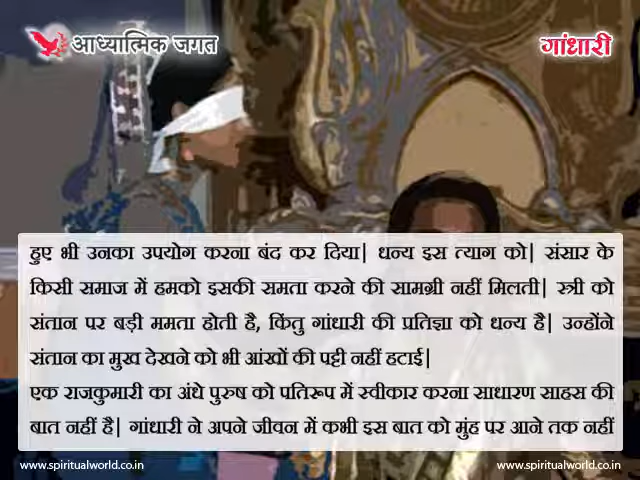 आध्यात्मिक जगत
गांधारी
हुए भी उनका उपयोग करना बंद कर दिया| धन्य इस त्याग को| संसार के
किसी समाज में हमको इसकी समता करने की सामग्री नहीं मिलती| स्त्री को
संतान पर बड़ी ममता होती है, किंतु गांधारी की प्रतिज्ञा को धन्य है| उन्होंने
संतान का मुख देखने को भी आंखों की पट्टी नहीं हटाई|
एक राजकुमारी का अंधे पुरुष को पतिरूप में स्वीकार करना साधारण साहस की
बात नहीं है| गांधारी ने अपने जीवन में कभी इस बात को मुंह पर आने तक नहीं
www.spiritualworld.co.in
www.spiritualworld.co.in